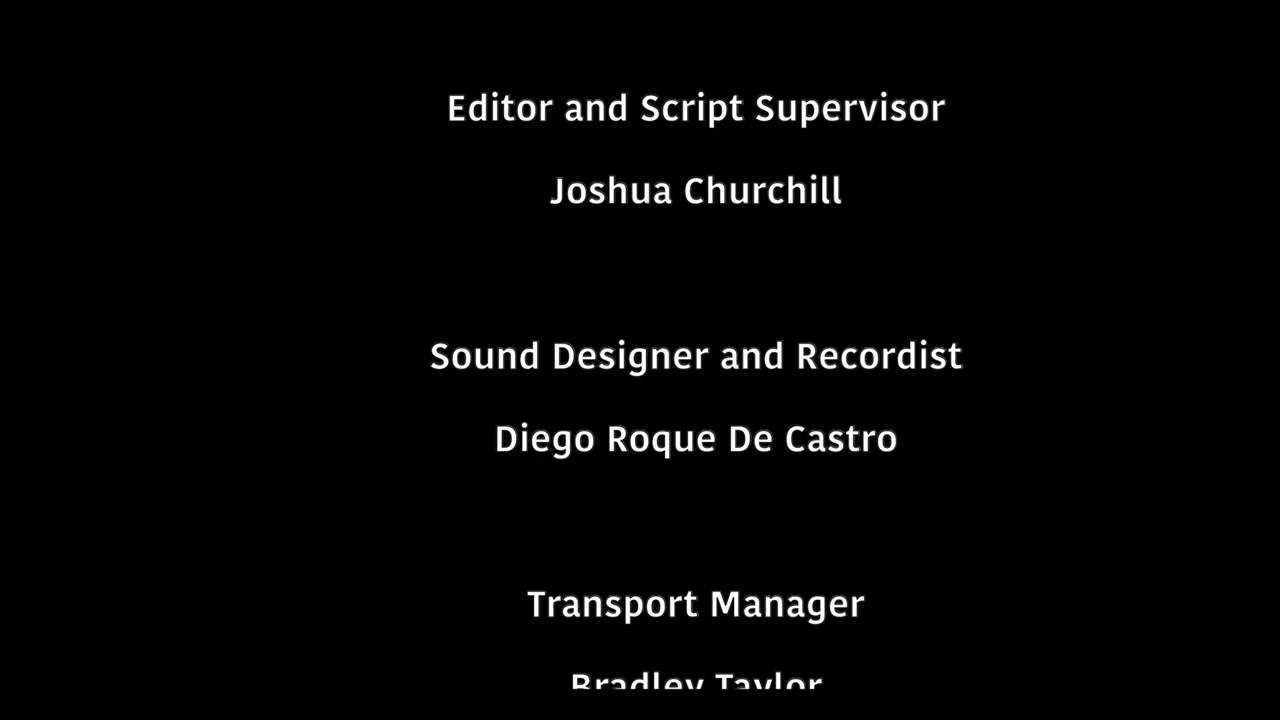 Editor and Script Supervisor
Joshua Churchill
Sound Designer and Recordist
Diego Roque De Castro
Transport Manager
Bradley Taylor